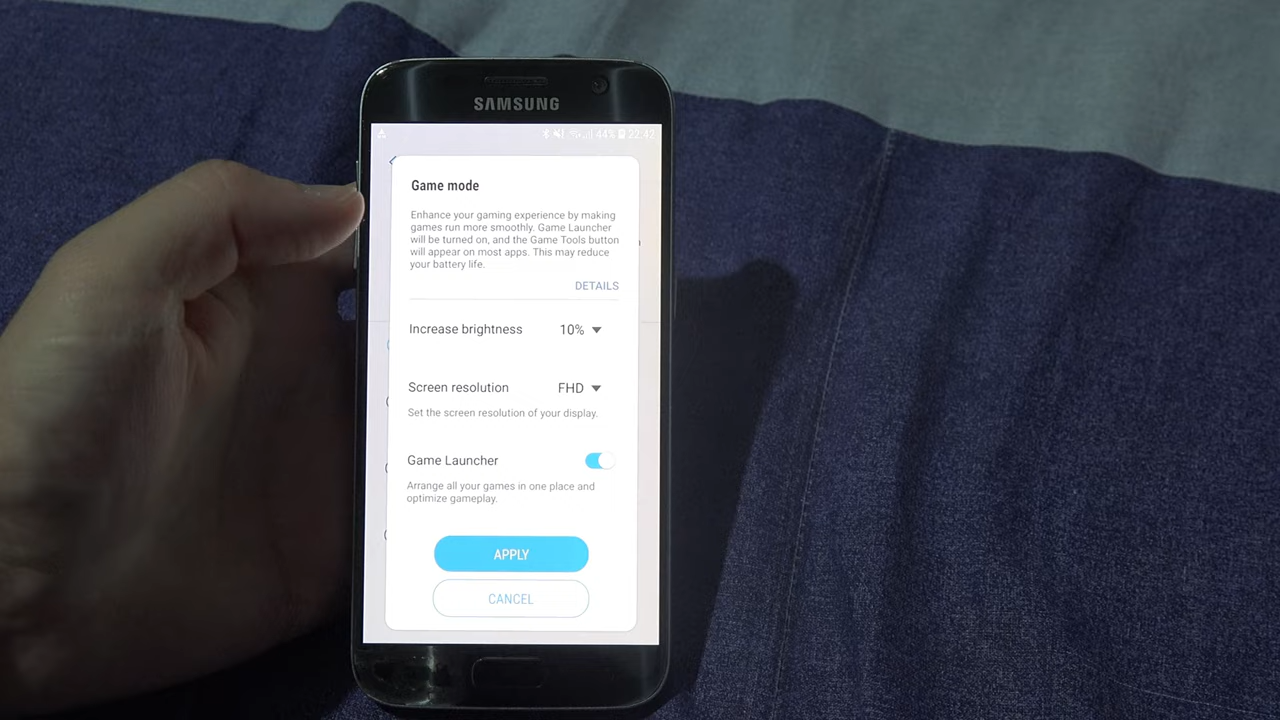 SAMSUNG
44% 22:42
Game mode
Enhance your gaming experience by making
games run more smoothly. Game Launcher
will be turned on, and the Game Tools button
will appear on most apps. This may reduce
your battery life.
DETAILS
Increase brightness 10%
Screen resolution FHD
Set the screen resolution of your display.
Game Launcher
Arrange all your games in one place and
optimize gameplay.
APPLY
CANCEL